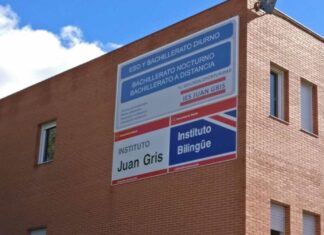 ESO Y BACHILLERATO DIURNO
BACHILLERATO NOCTURNO
BACHILLERATO A DISTANCIA
IES JUAN GRIS
INSTITUTO
Juan Gris
Instituto
Bilingüe